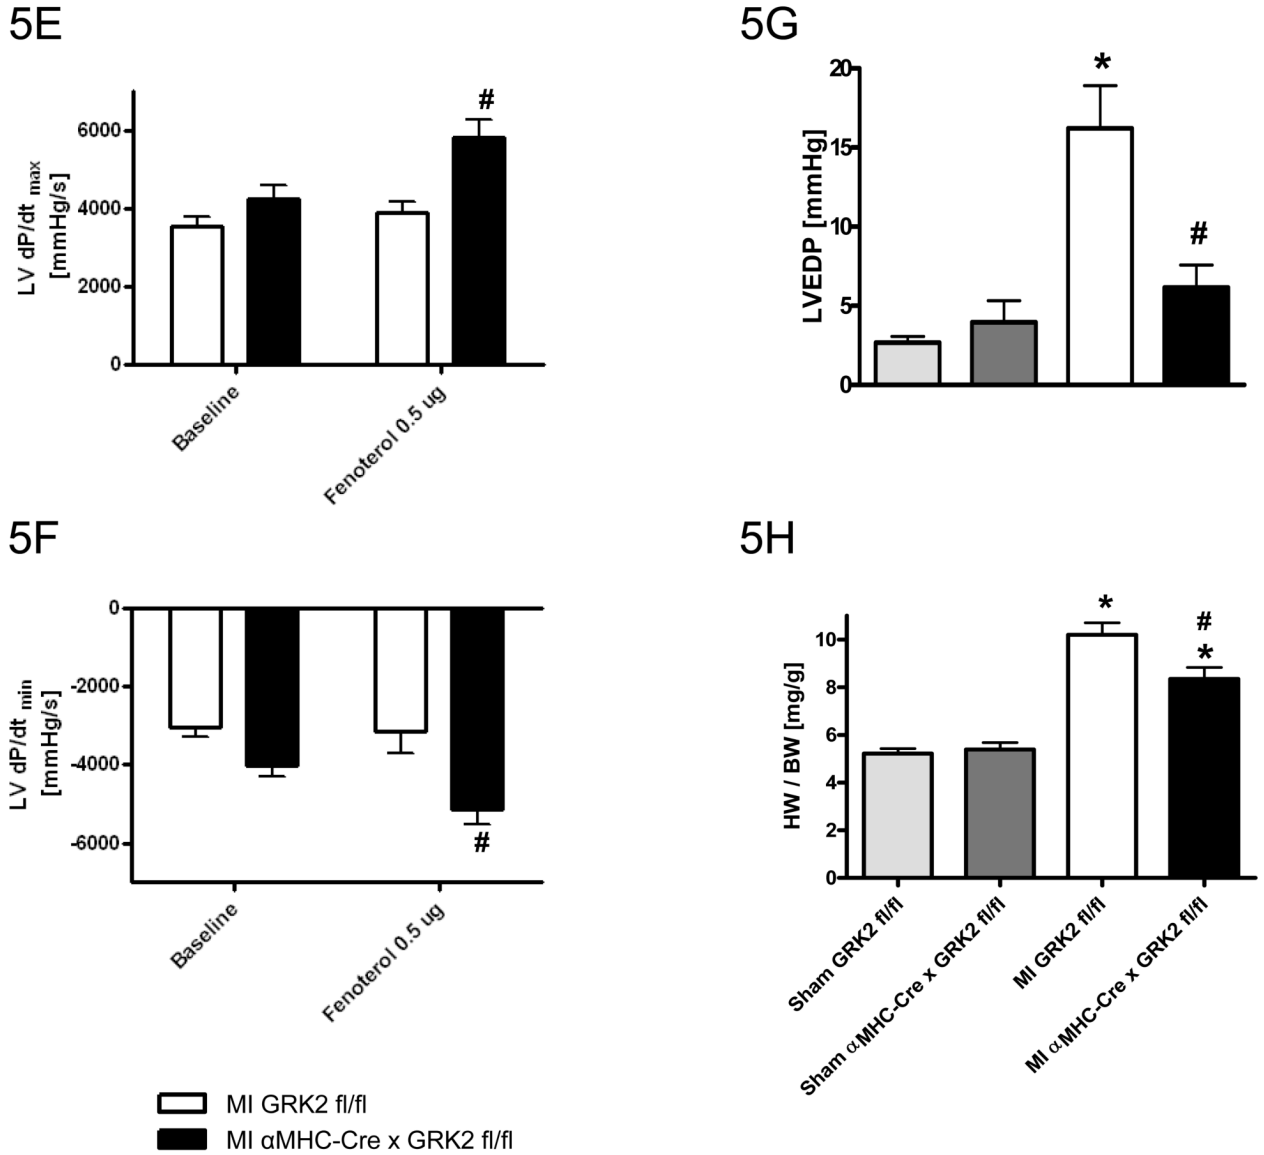 5E
LV dP/dt max
[mmHg/s]
6000
4000
2000
0
#
Baseline
Fenoterol 0.5 ug
5G
LVEDP [mmHg]
20
15
10
5
0
*
#
5F
LV dP/dt min
[mmHg/s]
0
-2000
-4000
-6000
#
Baseline
Fenoterol 0.5 ug
5H
HW / BW [mg/g]
10
8
6
4
2
0
*
#
*
Sham GRK2 fl/fl
Sham αMHC-Cre x GRK2 fl/fl
MI GRK2 fl/fl
MI αMHC-Cre x GRK2 fl/fl
MI GRK2 fl/fl
MI αMHC-Cre x GRK2 fl/fl